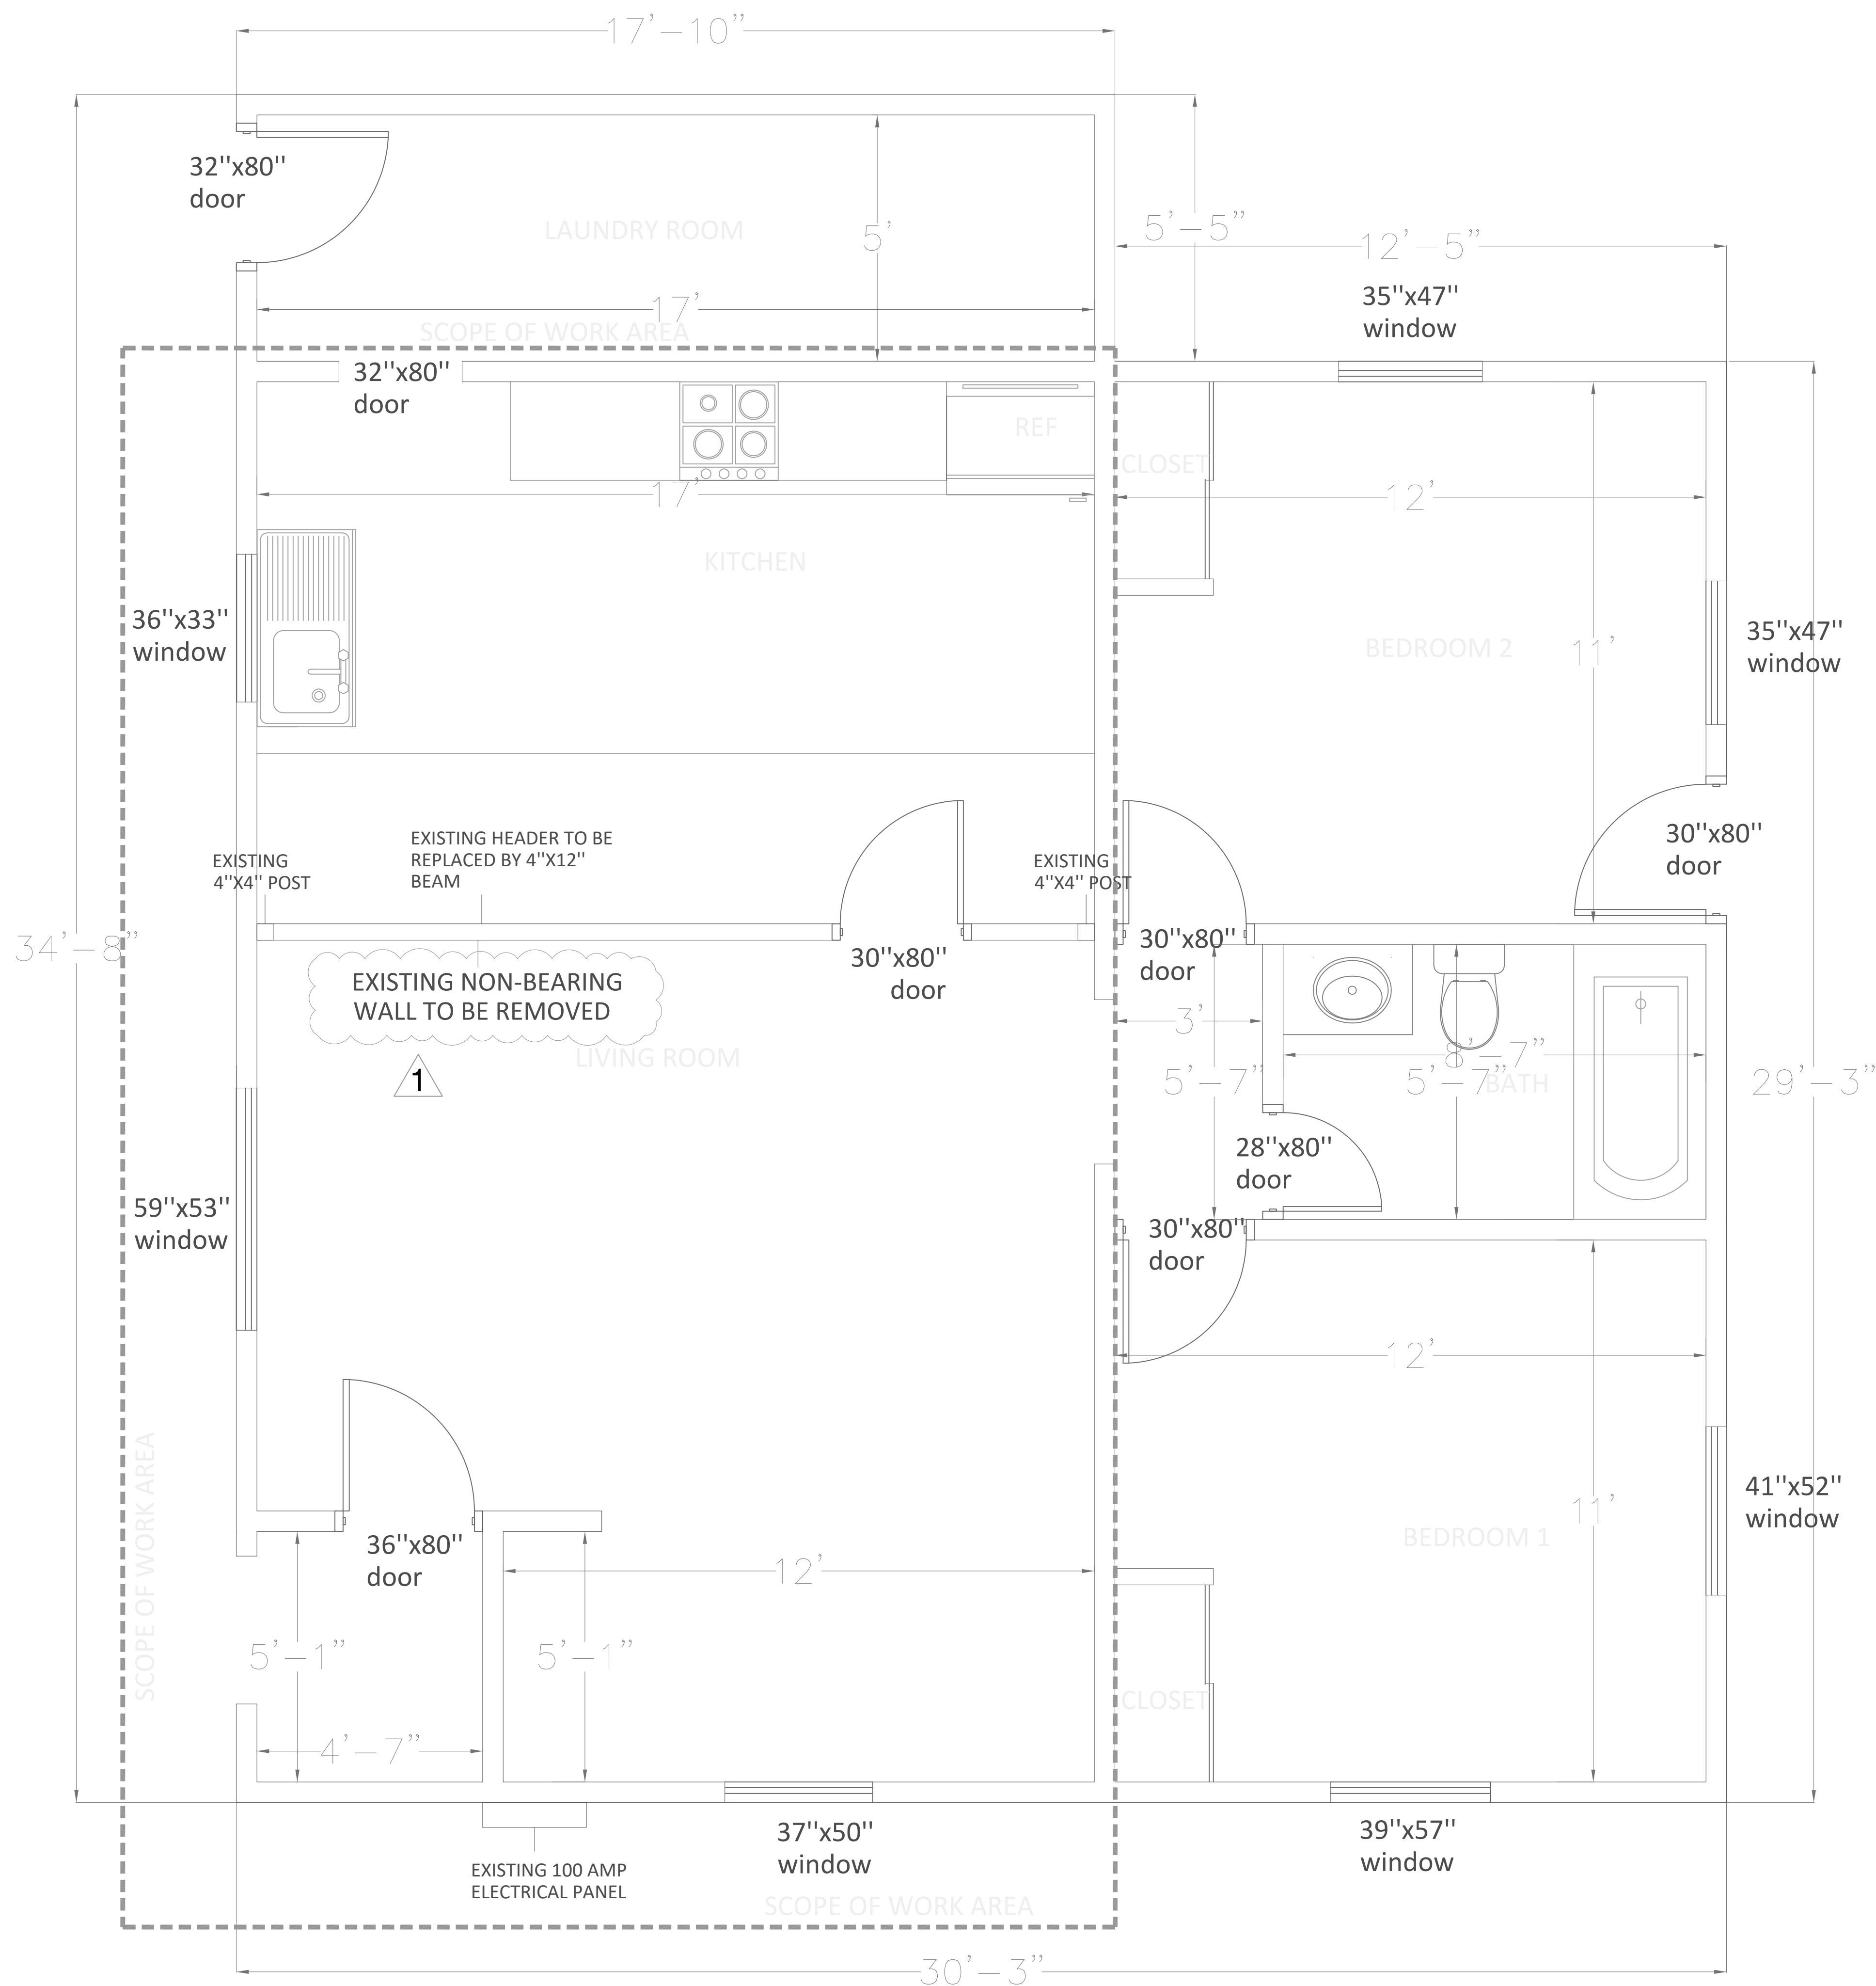 17'-10"
32"x80"
door
LAUNDRY ROOM
5'
5'-5"
12'-5"
17'
SCOPE OF WORK AREA
35"x47"
window
32"x80"
door
REF
CLOSET
17'
12'
KITCHEN
36"x33"
window
BEDROOM 2
11'
35"x47"
window
EXISTING HEADER TO BE
REPLACED BY 4"X12"
BEAM
EXISTING
4"X4" POST
EXISTING
4"X4" POST
30"x80"
door
34'-8"
30"x80"
door
30"x80"
door
EXISTING NON-BEARING
WALL TO BE REMOVED
1
LIVING ROOM
3'
8'-7"
5'-7"
5'-7"
BATH
29'-3"
28"x80"
door
59"x53"
window
30"x80"
door
12'
SCOPE OF WORK AREA
36"x80"
door
12'
11'
BEDROOM 1
41"x52"
window
5'-1"
5'-1"
CLOSET
4'-7"
37"x50"
window
39"x57"
window
EXISTING 100 AMP
ELECTRICAL PANEL
SCOPE OF WORK AREA
30'-3"